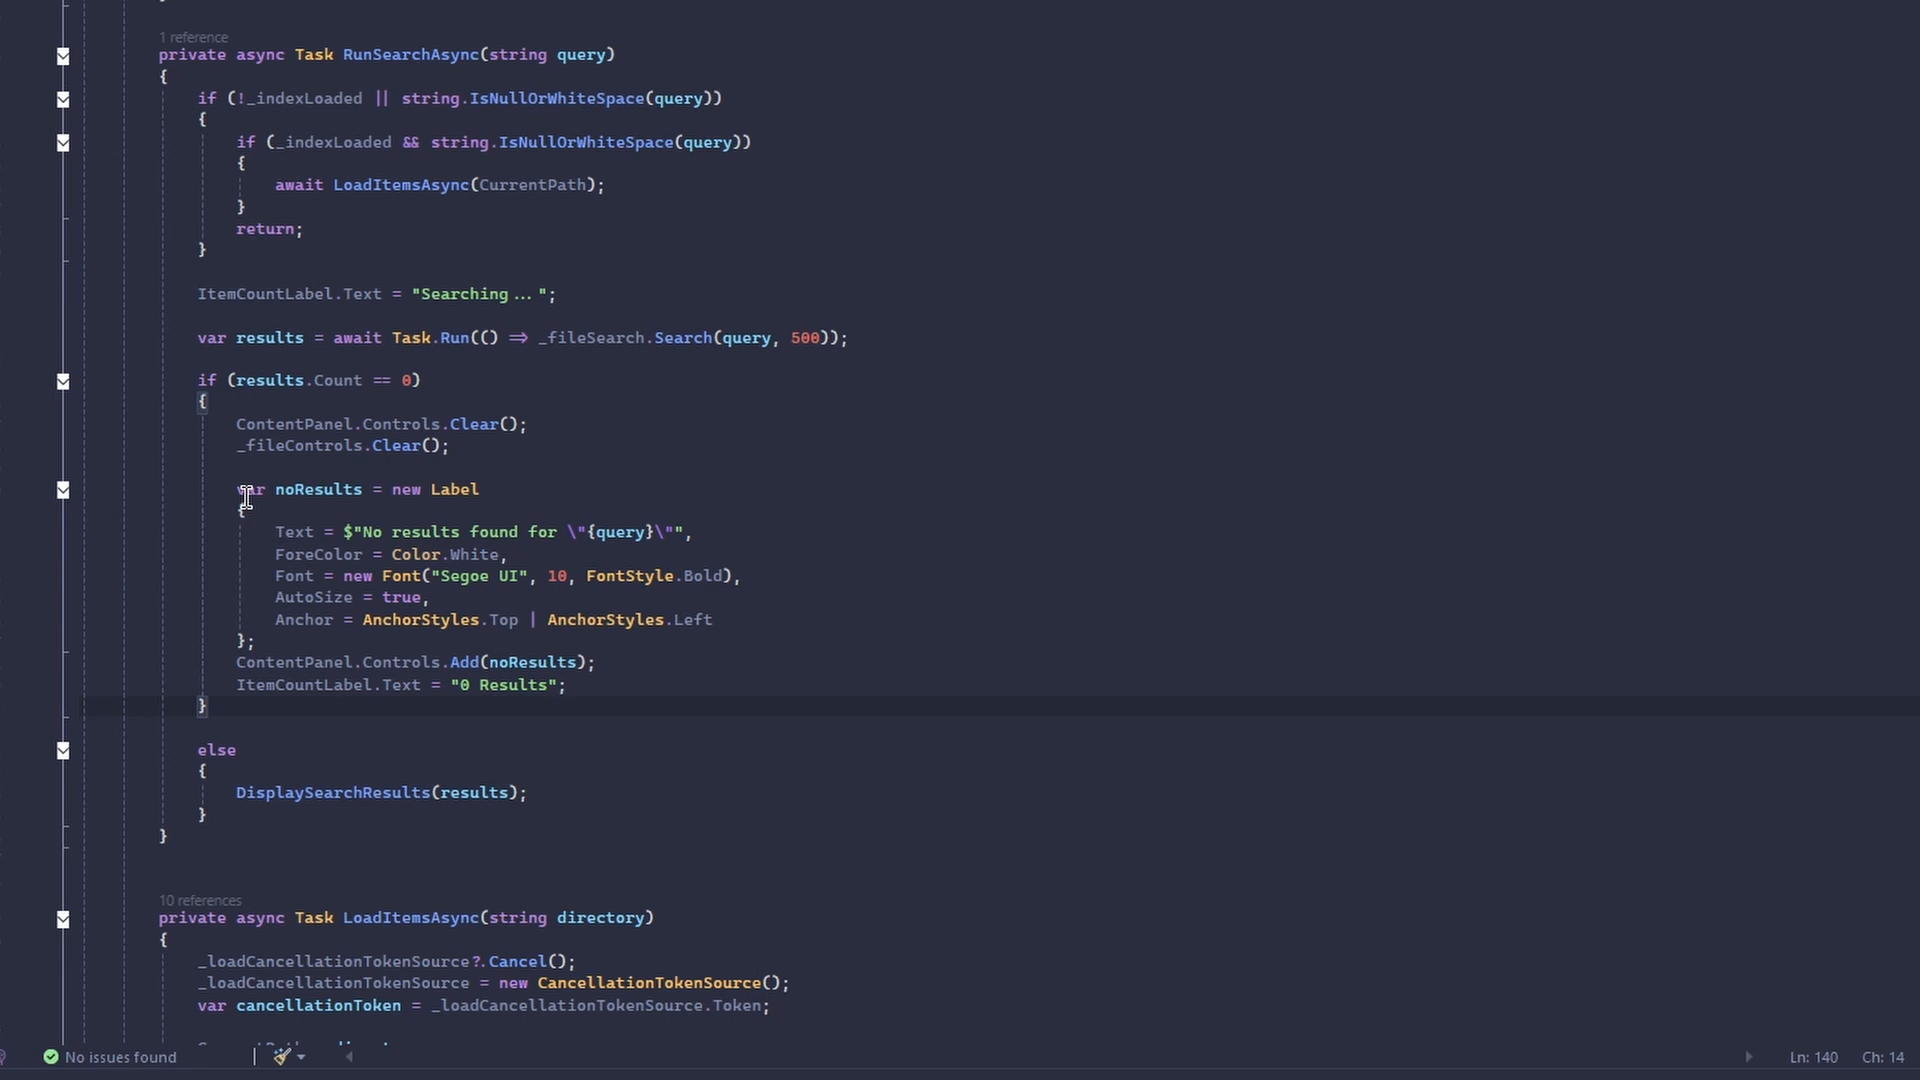 1 reference
private async Task RunSearchAsync(string query)
{
if (!_indexLoaded || string.IsNullOrWhiteSpace(query))
{
if (_indexLoaded && string.IsNullOrWhiteSpace(query))
{
await LoadItemsAsync(CurrentPath);
}
return;
}
ItemCountLabel.Text = "Searching...";
var results = await Task.Run(() => _fileSearch.Search(query, 500));
if (results.Count == 0)
{
ContentPanel.Controls.Clear();
_fileControls.Clear();
var noResults = new Label
{
Text = $"No results found for \"{query}\"",
ForeColor = Color.White,
Font = new Font("Segoe UI", 10, FontStyle.Bold),
AutoSize = true,
Anchor = AnchorStyles.Top | AnchorStyles.Left
};
ContentPanel.Controls.Add(noResults);
ItemCountLabel.Text = "0 Results";
}
else
{
DisplaySearchResults(results);
}
}
10 references
private async Task LoadItemsAsync(string directory)
{
_loadCancellationTokenSource?.Cancel();
_loadCancellationTokenSource = new CancellationTokenSource();
var cancellationToken = _loadCancellationTokenSource.Token;
No issues found
Ln: 140 Ch: 14